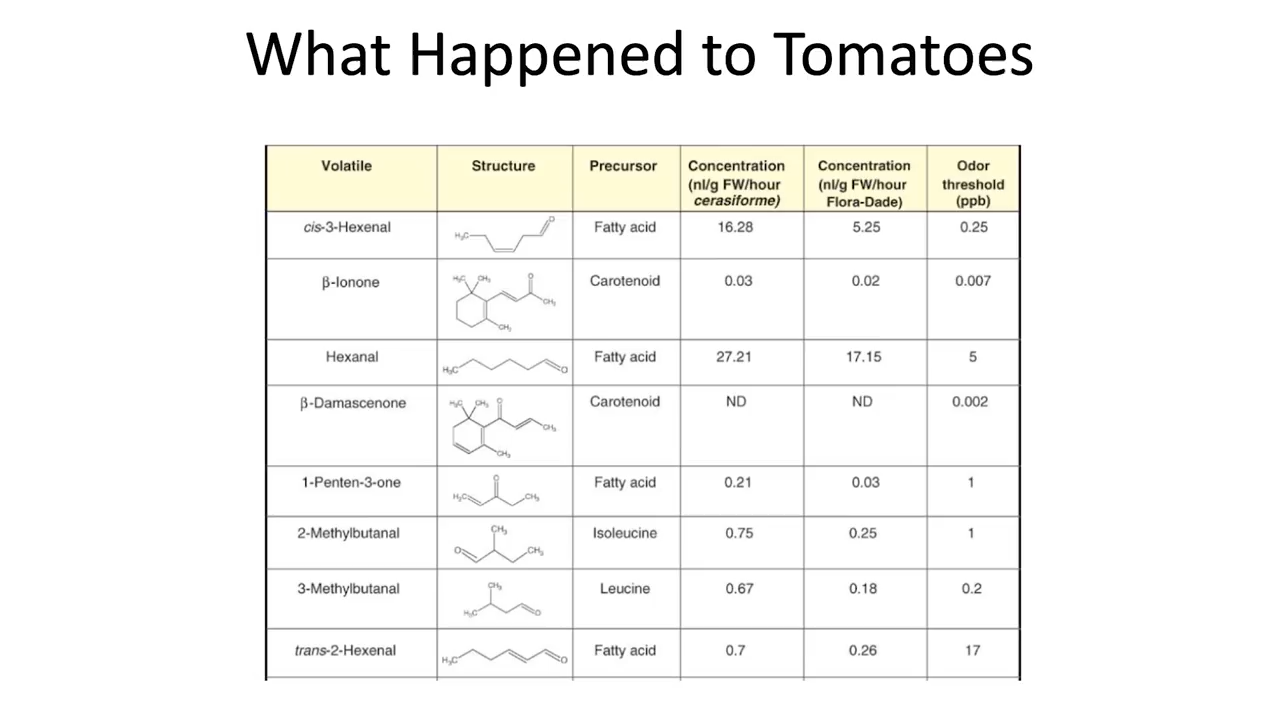 What Happened to Tomatoes
Volatile Structure Precursor Concentration (nl/g FW/hour cerasiforme) Concentration (nl/g FW/hour Flora-Dade) Odor threshold (ppb)
cis-3-Hexenal H₃C O Fatty acid 16.28 5.25 0.25
β-Ionone H₃C CH₃ O CH₃ CH₃ Carotenoid 0.03 0.02 0.007
Hexanal H₃C O Fatty acid 27.21 17.15 5
β-Damascenone H₃C CH₃ O CH₃ CH₃ Carotenoid ND ND 0.002
1-Penten-3-one O H₂C CH₃ Fatty acid 0.21 0.03 1
2-Methylbutanal CH₃ O CH₃ Isoleucine 0.75 0.25 1
3-Methylbutanal CH₃ H₃C O Leucine 0.67 0.18 0.2
trans-2-Hexenal H₃C O Fatty acid 0.7 0.26 17